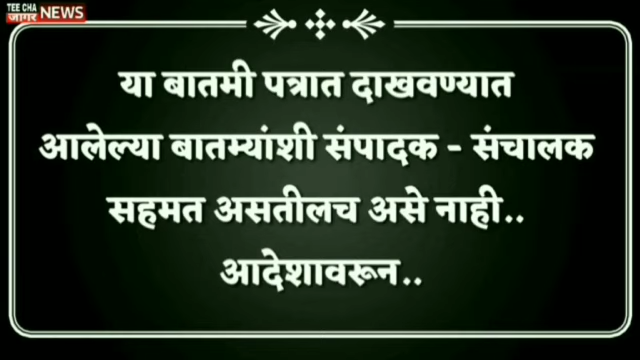 TEE CHA
जागर NEWS
या बातमी पत्रात दाखवण्यात
आलेल्या बातम्यांशी संपादक - संचालक
सहमत असतीलच असे नाही..
आदेशावरून..